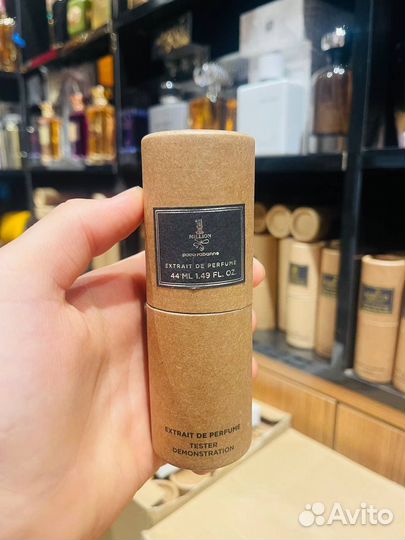 1
MILLION
paco rabanne
EXTRAIT DE PERFUME
44 ML 1.49 FL. OZ.
EXTRAIT DE PERFUME
TESTER
DEMONSTRATION
Avito